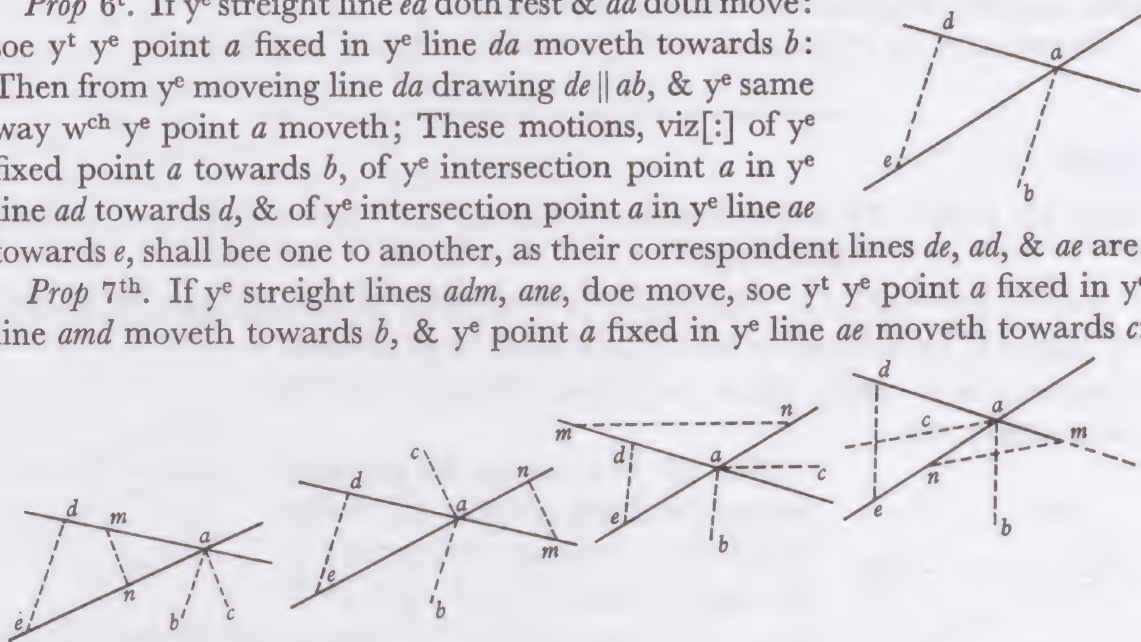 Prop 6t. If ye streight line ea doth rest & da doth move:
soe yt ye point a fixed in ye line da moveth towards b:
Then from ye moveing line da drawing de || ab, & ye same
way wch ye point a moveth; These motions, viz[:] of ye
fixed point a towards b, of ye intersection point a in ye
line ad towards d, & of ye intersection point a in ye line ae
towards e, shall bee one to another, as their correspondent lines de, ad, & ae are.
Prop 7th. If ye streight lines adm, ane, doe move, soe yt ye point a fixed in ye
line amd moveth towards b, & ye point a fixed in ye line ae moveth towards c:
d
a
e
b
d
m
a
n
e
b
c
c
d
n
a
e
m
b
m
n
d
a
c
e
b
d
c
a
m
n
e
b